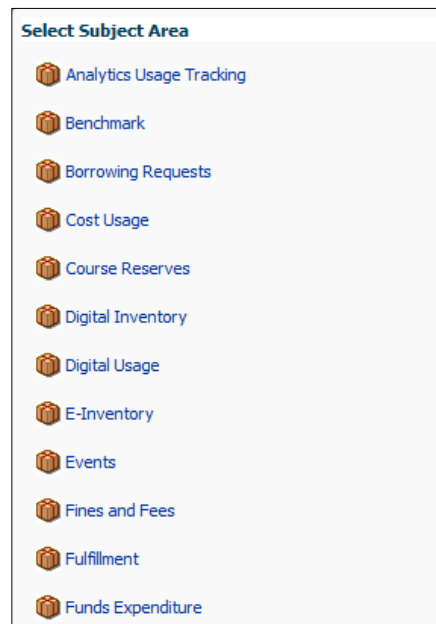 Select Subject Area
Analytics Usage Tracking
Benchmark
Borrowing Requests
Cost Usage
Course Reserves
Digital Inventory
Digital Usage
E-Inventory
Events
Fines and Fees
Fulfillment
Funds Expenditure